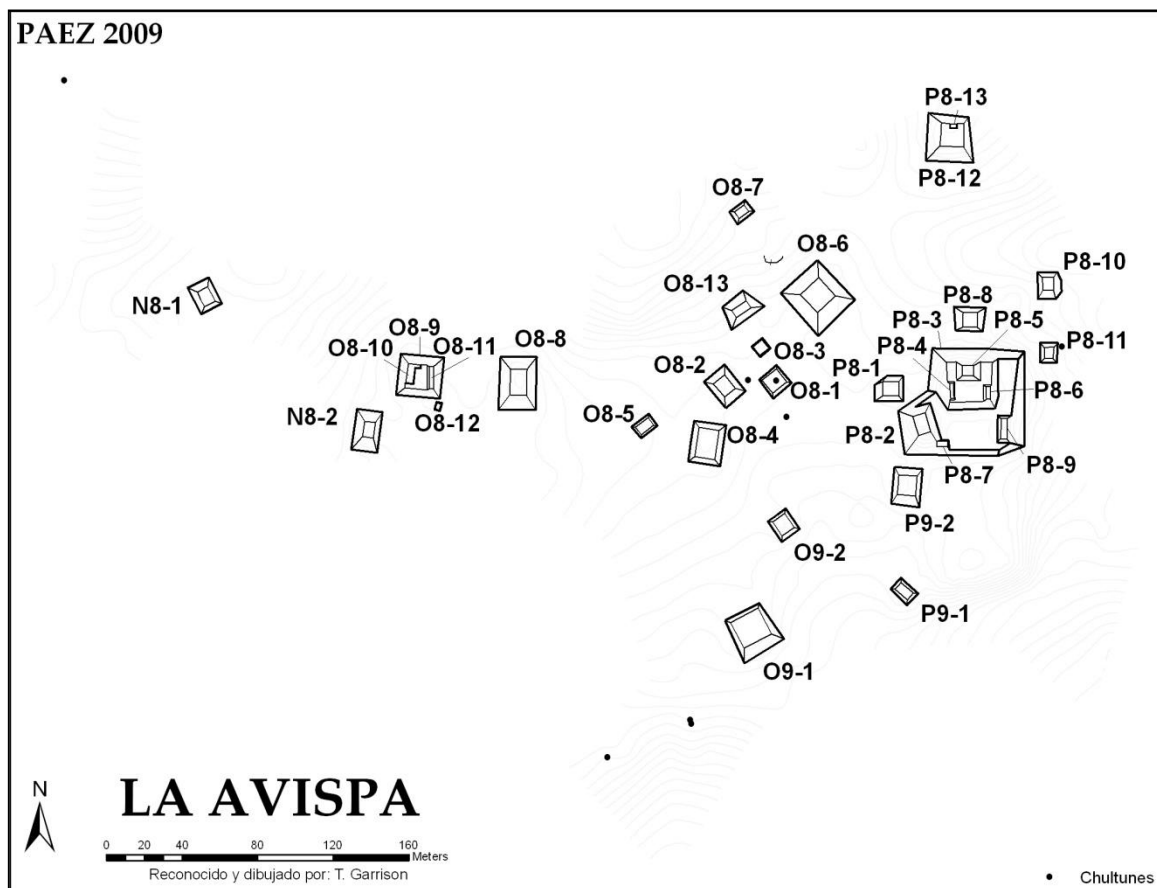 PAEZ 2009
P8-13
P8-12
O8-7
O8-6
P8-10
N8-1
O8-13
P8-8
O8-9
P8-3
P8-5
O8-10
O8-11
O8-8
O8-3
P8-4
P8-11
O8-2
P8-1
O8-1
P8-6
O8-5
N8-2
O8-12
O8-4
P8-2
P8-9
P8-7
P9-2
O9-2
P9-1
O9-1
N
LA AVISPA
0 20 40 80 120 160
Meters
Reconocido y dibujado por: T. Garrison
Chultunes